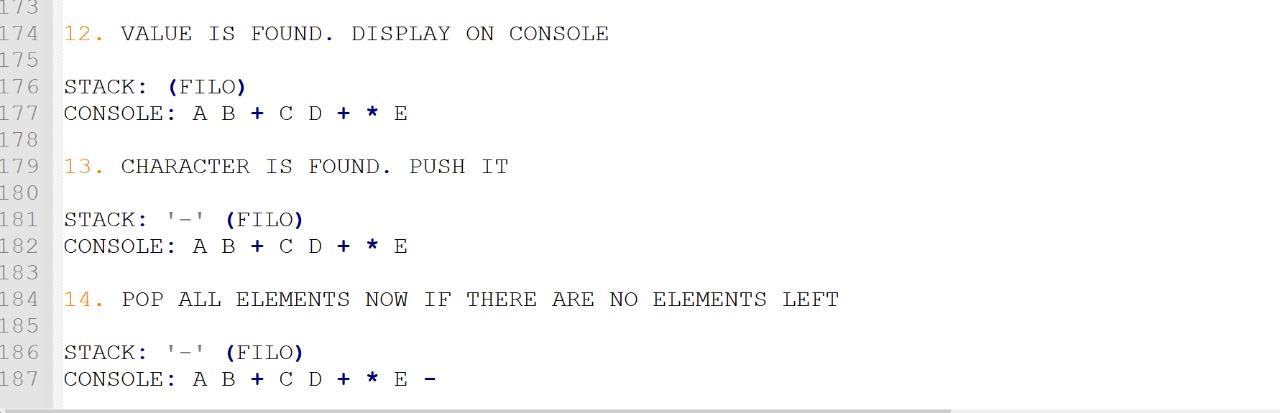 173
174 12. VALUE IS FOUND. DISPLAY ON CONSOLE
175
176 STACK: (FILO)
177 CONSOLE: A B + C D + * E
178
179 13. CHARACTER IS FOUND. PUSH IT
180
181 STACK: '-' (FILO)
182 CONSOLE: A B + C D + * E
183
184 14. POP ALL ELEMENTS NOW IF THERE ARE NO ELEMENTS LEFT
185
186 STACK: '-' (FILO)
187 CONSOLE: A B + C D + * E -